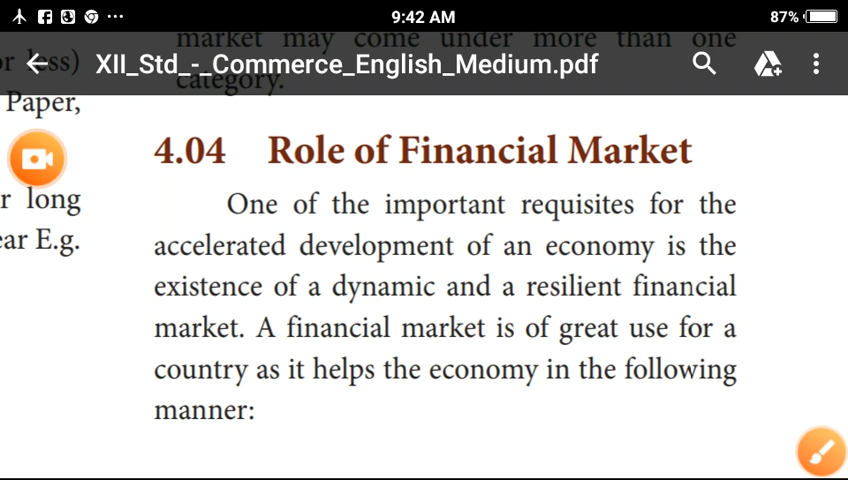 9:42 AM
87%
market may come under more than one
r less)
XII_Std_-_Commerce_English_Medium.pdf
category.
Paper,
4.04 Role of Financial Market
r long
One of the important requisites for the
ear E.g.
accelerated development of an economy is the
existence of a dynamic and a resilient financial
market. A financial market is of great use for a
country as it helps the economy in the following
manner: